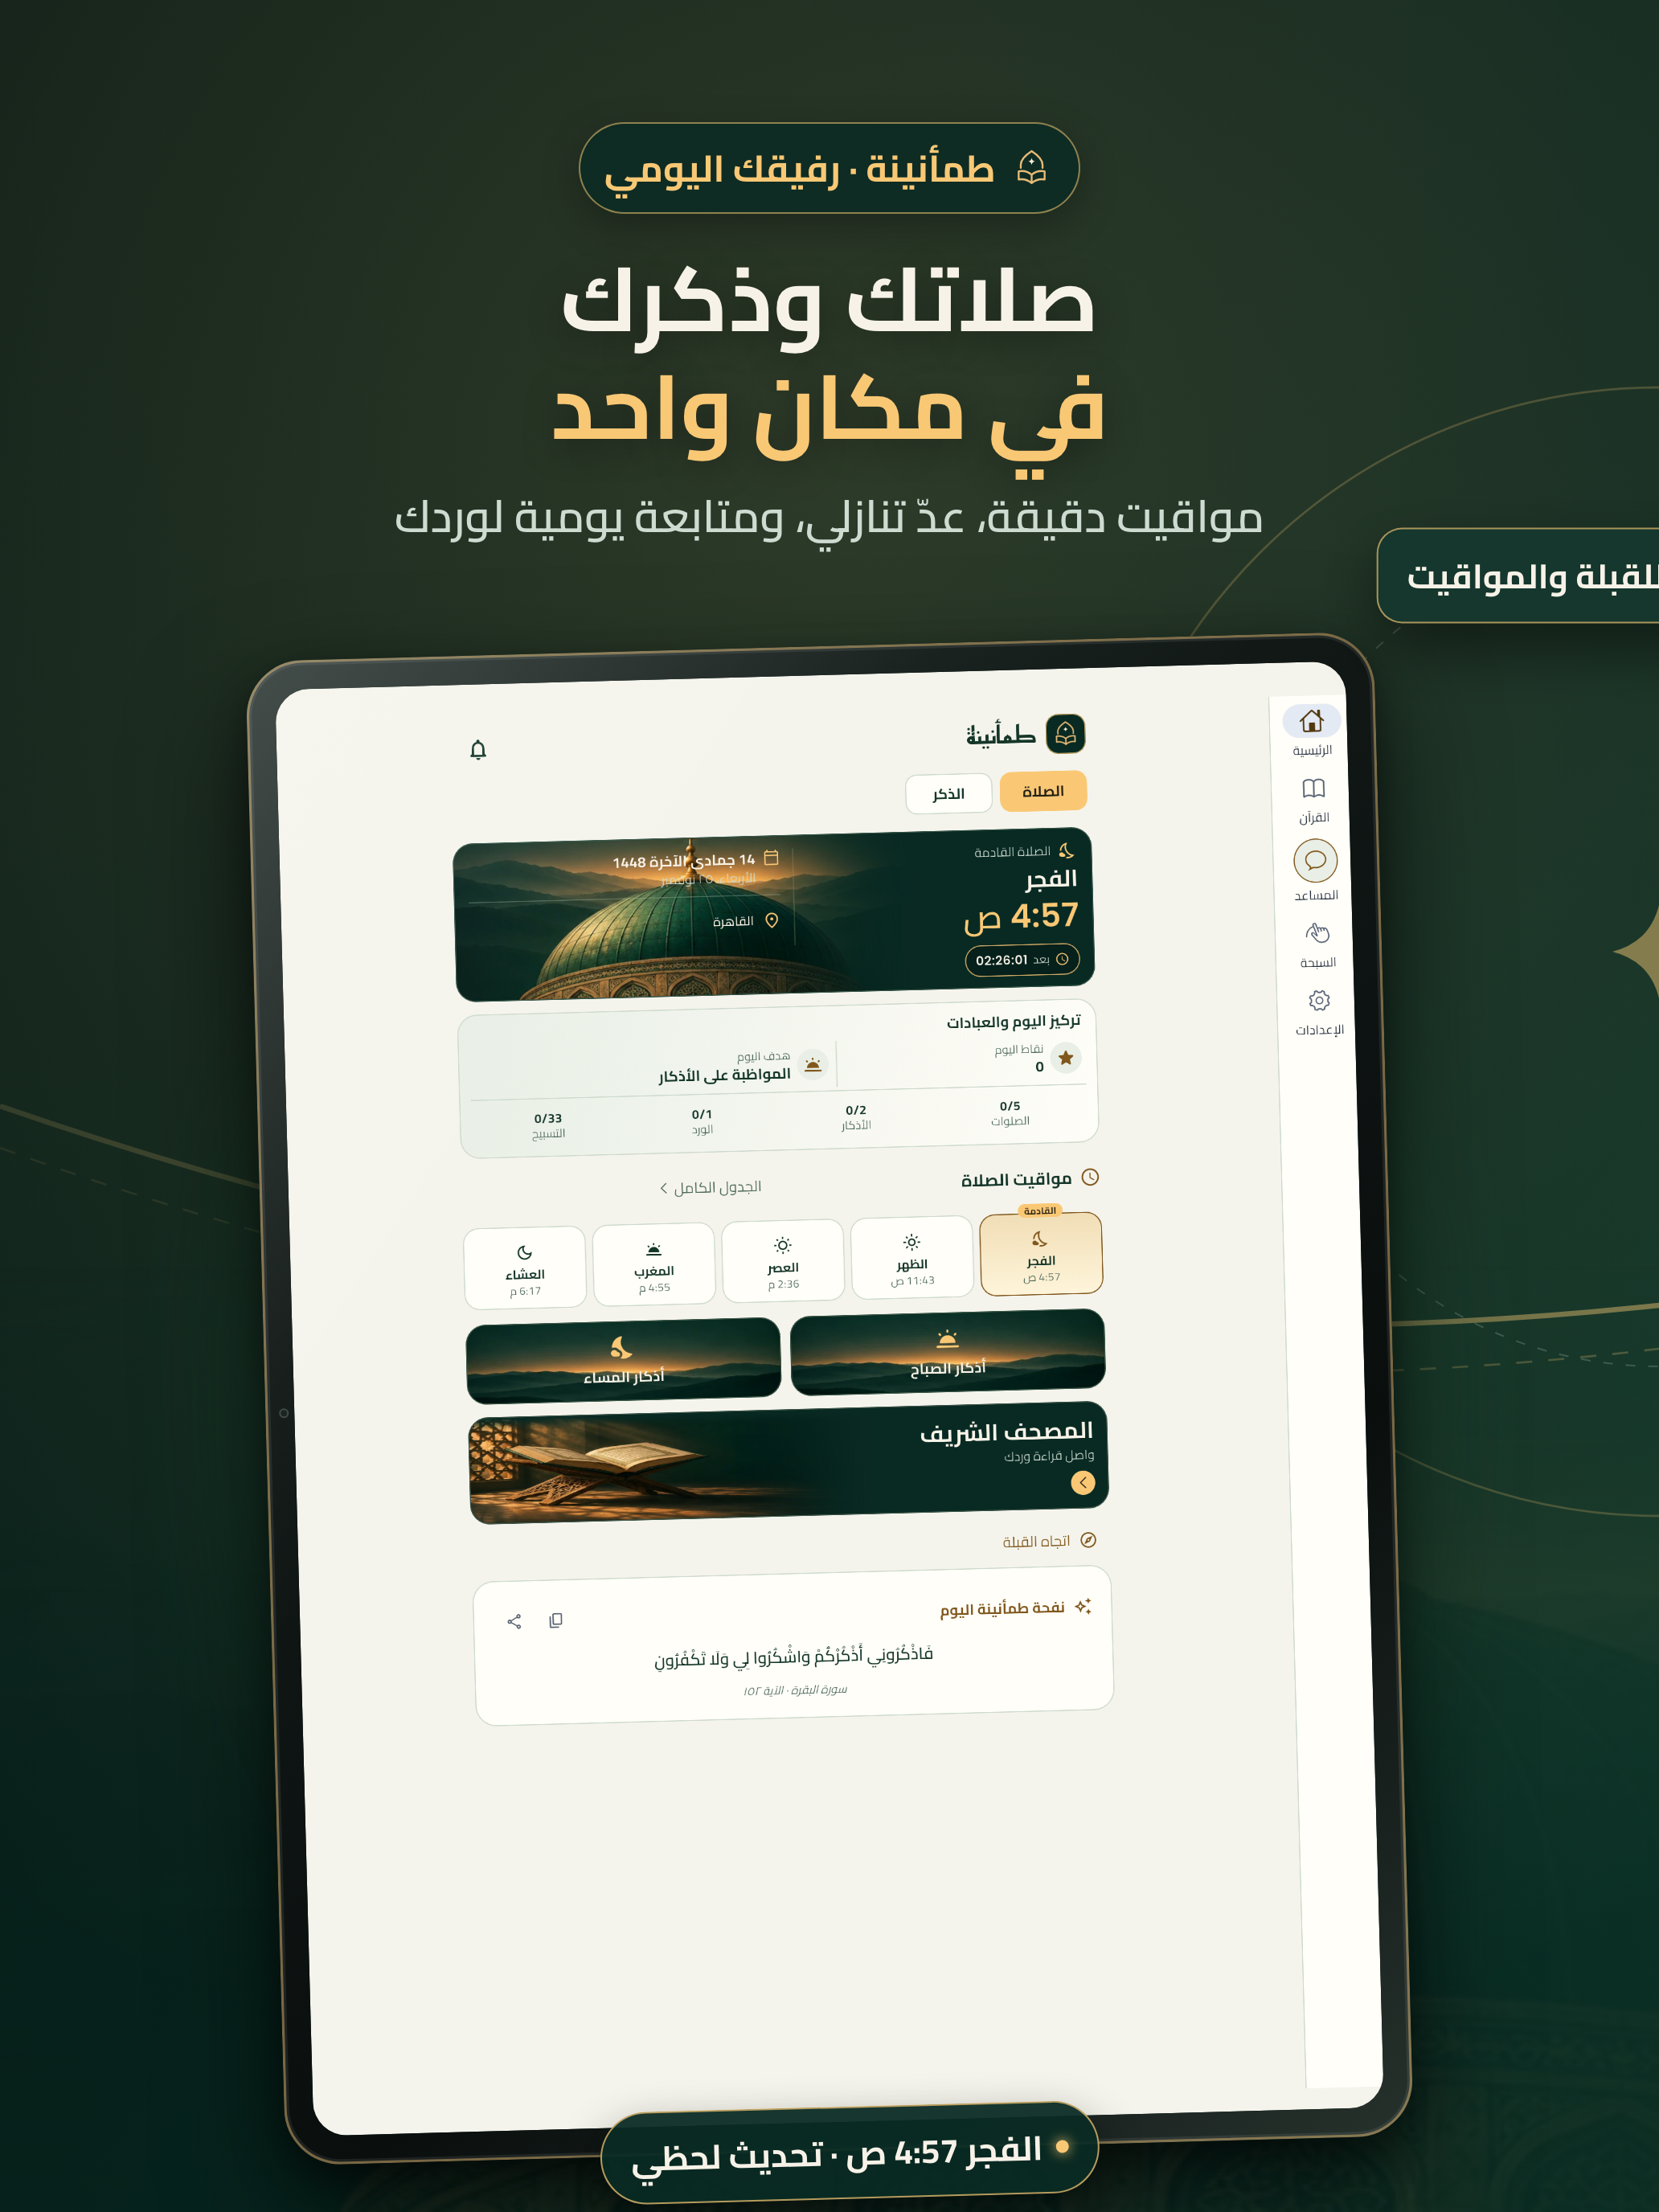 طمأنينة · رفيقك اليومي
صلاتك وذكرك
في مكان واحد
مواقيت دقيقة، عدّ تنازلي، ومتابعة يومية لوردك
للقبلة والمواقيت
الرئيسية
القرآن
المساعد
السبحة
الإعدادات
طمأنينة
الصلاة
الذكر
الصلاة القادمة
الفجر
4:57 ص
بعد 02:26:01
14 جمادى الآخرة 1448
القاهرة
تركيز اليوم والعبادات
نقاط اليوم
0
هدف اليوم
المواظبة على الأذكار
0/5
الصلوات
0/2
الأذكار
0/1
الورد
0/33
التسبيح
مواقيت الصلاة
الجدول الكامل
القادمة
الفجر
4:57 ص
الظهر
11:43 ص
العصر
2:36 م
المغرب
4:55 م
العشاء
6:17 م
أذكار الصباح
أذكار المساء
المصحف الشريف
واصل قراءة وردك
اتجاه القبلة
نفحة طمأنينة اليوم
فَاذْكُرُونِي أَذْكُرْكُمْ وَاشْكُرُوا لِي وَلَا تَكْفُرُونِ
سورة البقرة · الآية ١٥٢
الفجر 4:57 ص · تحديث لحظي